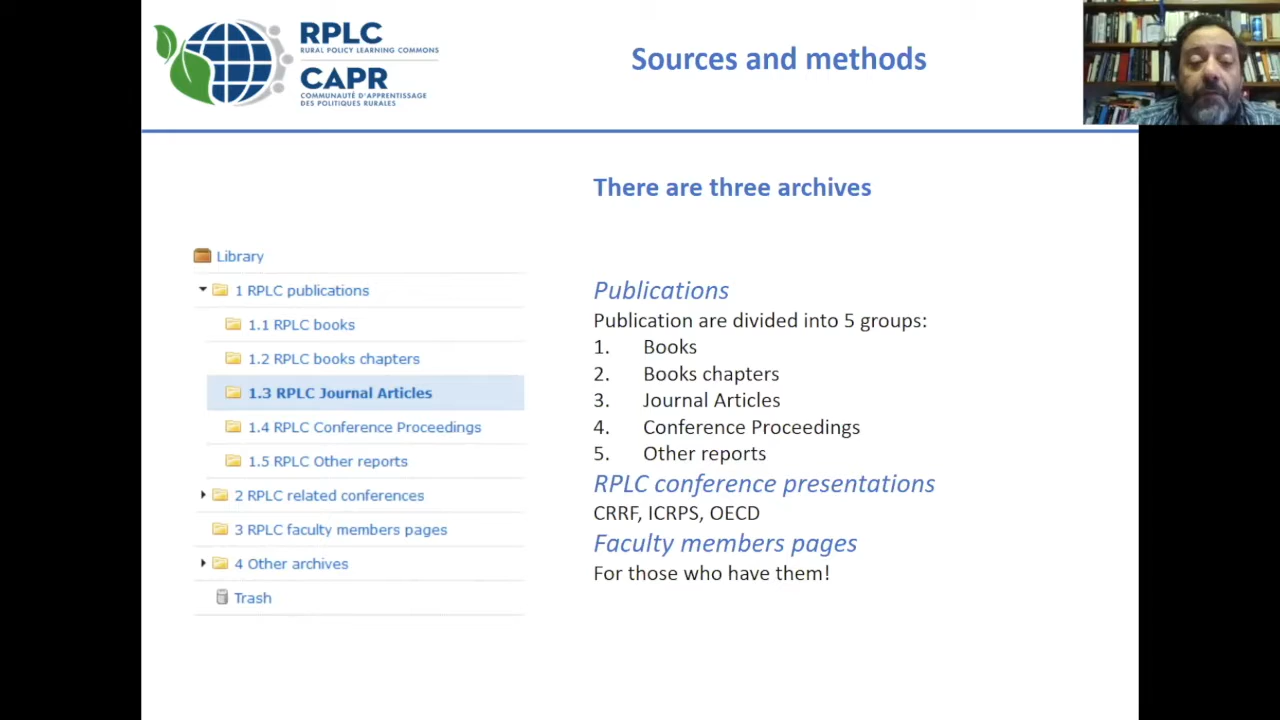 RPLC
RURAL POLICY LEARNING COMMONS
CAPR
COMMUNAUTÉ D'APPRENTISSAGE
DES POLITIQUES RURALES
Sources and methods
There are three archives
Library
1 RPLC publications
1.1 RPLC books
1.2 RPLC books chapters
1.3 RPLC Journal Articles
1.4 RPLC Conference Proceedings
1.5 RPLC Other reports
2 RPLC related conferences
3 RPLC faculty members pages
4 Other archives
Trash
Publications
Publication are divided into 5 groups:
1. Books
2. Books chapters
3. Journal Articles
4. Conference Proceedings
5. Other reports
RPLC conference presentations
CRRF, ICRPS, OECD
Faculty members pages
For those who have them!